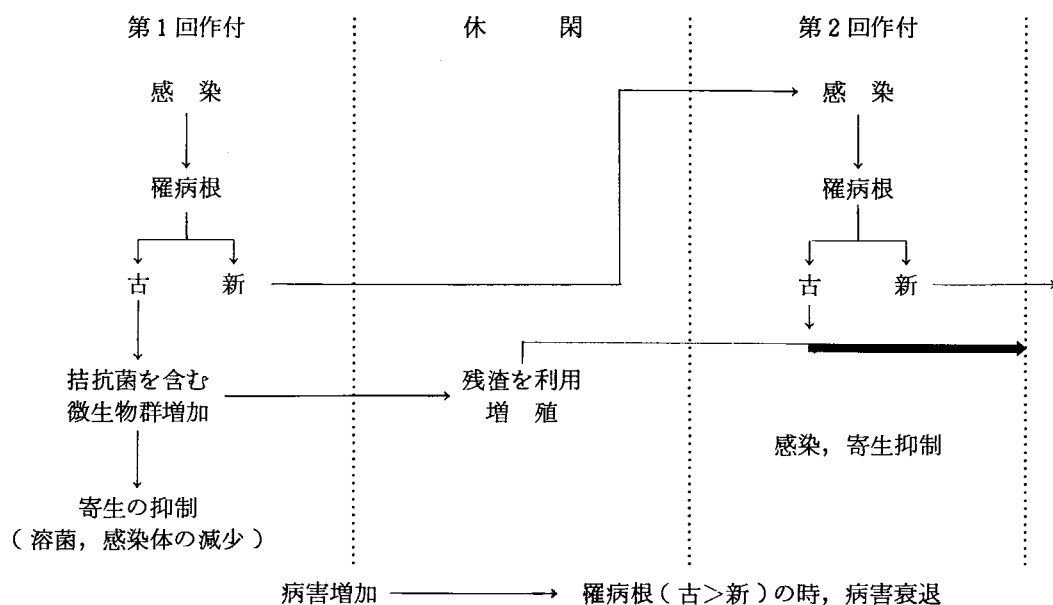 第1回作付
休　閑
第2回作付
感　染
感　染
罹病根
罹病根
古　新
古　新
拮抗菌を含む
微生物群増加
残渣を利用
増　殖
感染，寄生抑制
寄生の抑制
（溶菌，感染体の減少）
病害増加　罹病根（古＞新）の時，病害衰退